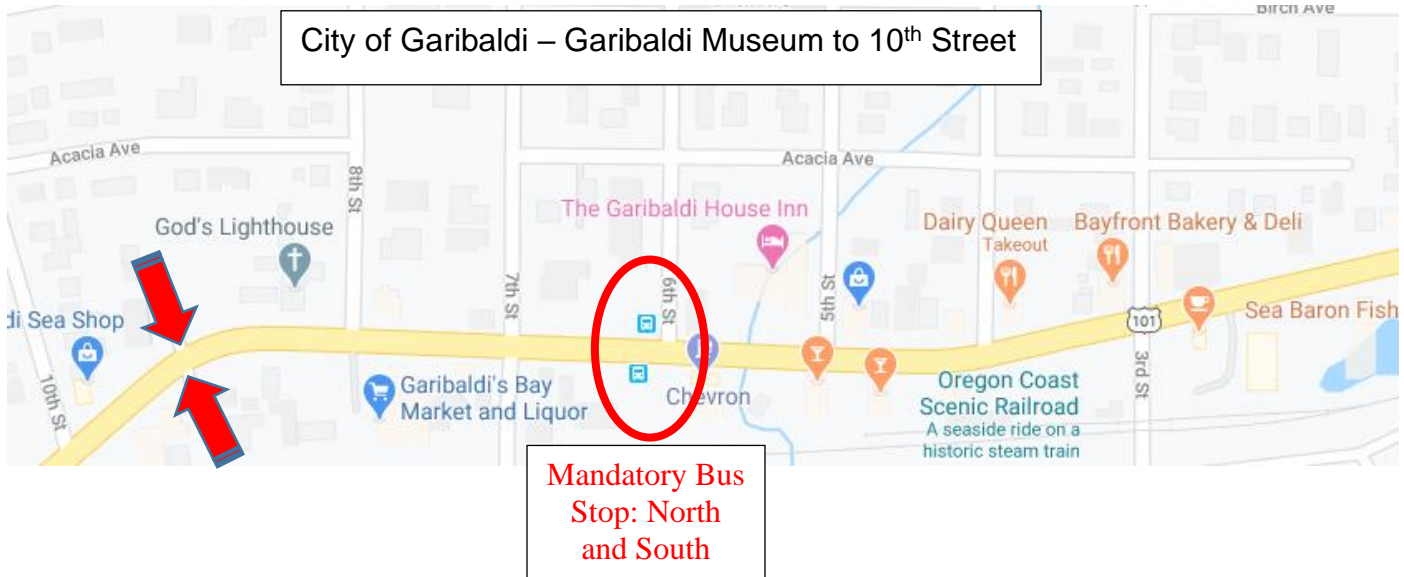 Birch Ave
City of Garibaldi – Garibaldi Museum to 10th Street
Acacia Ave
Acacia Ave
8th St
God's Lighthouse
The Garibaldi House Inn
Dairy Queen
Takeout
Bayfront Bakery & Deli
7th St
6th St
5th St
di Sea Shop
101
Sea Baron Fish
10th St
Garibaldi's Bay
Market and Liquor
Chevron
3rd St
Oregon Coast
Scenic Railroad
A seaside ride on a
historic steam train
Mandatory Bus
Stop: North
and South